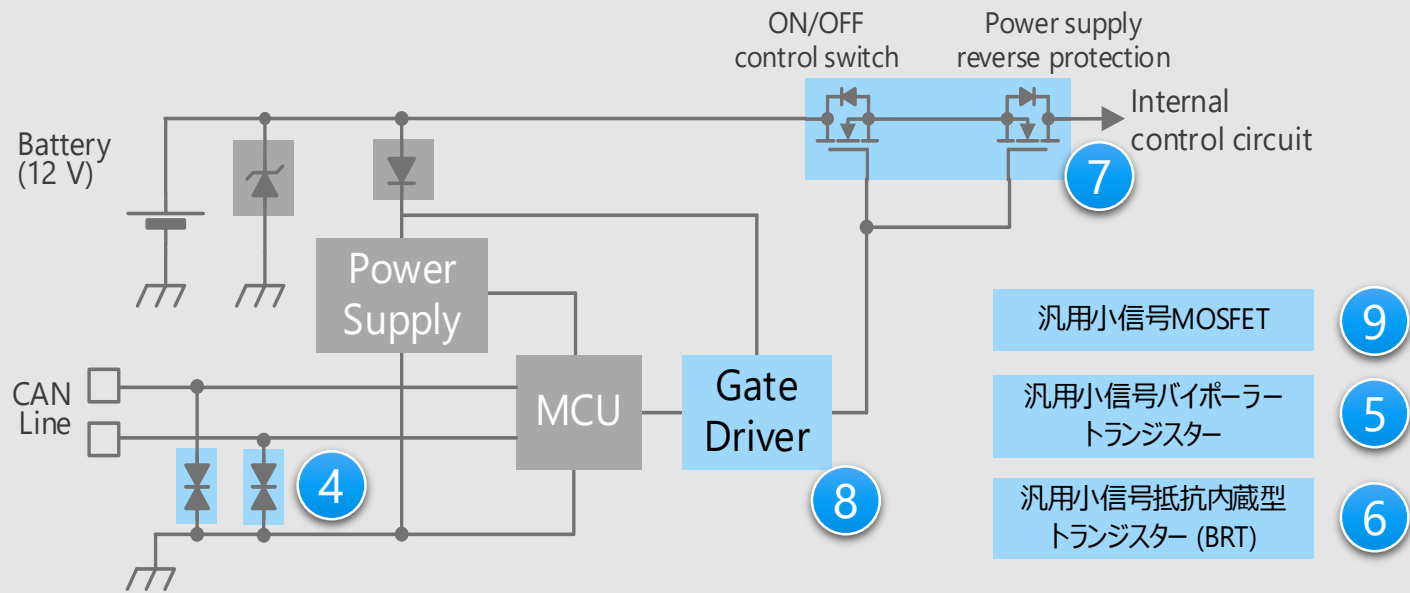 ON/OFF
control switch
Power supply
reverse protection
Internal
control circuit
Battery
(12 V)
7
Power
Supply
汎用小信号MOSFET
9
CAN
Line
MCU
Gate
Driver
汎用小信号バイポーラー
トランジスター
5
4
8
汎用小信号抵抗内蔵型
トランジスター (BRT)
6